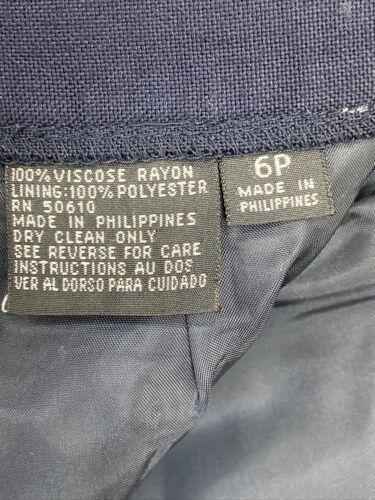 100% VISCOSE RAYON
LINING:100% POLYESTER
RN 50610
MADE IN PHILIPPINES
DRY CLEAN ONLY
SEE REVERSE FOR CARE
INSTRUCTIONS AU DOS
VER AL DORSO PARA CUIDADO
6P
MADE IN
PHILIPPINES